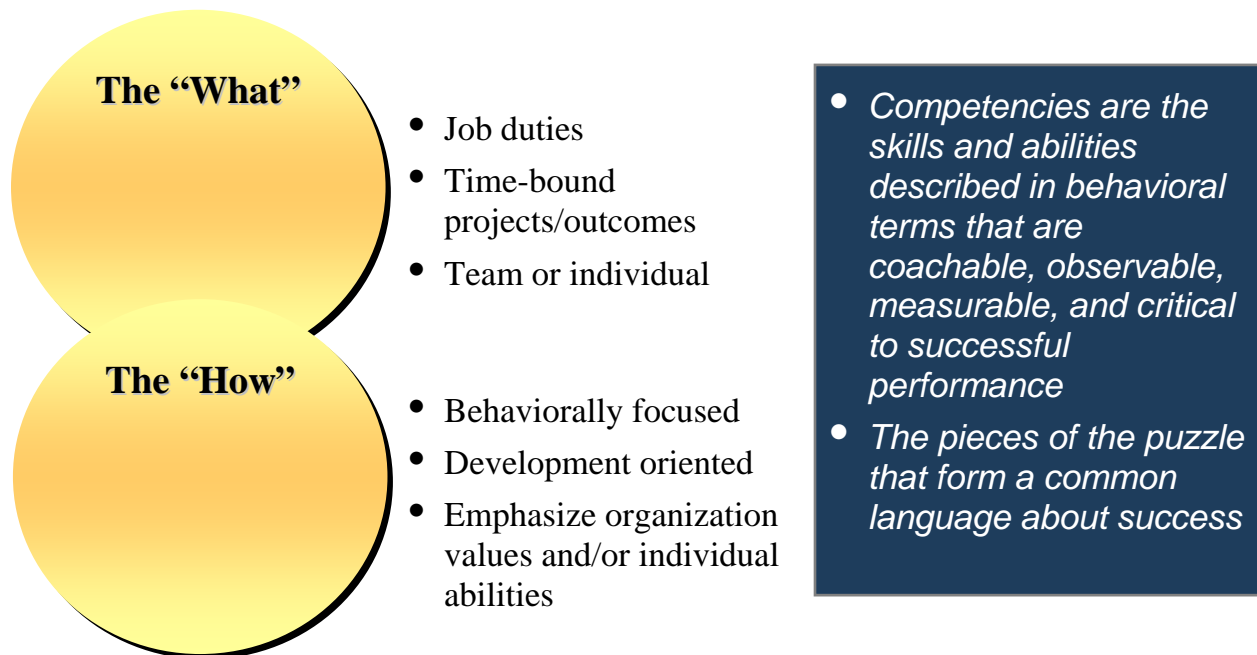 The “What”
• Job duties
• Time-bound
projects/outcomes
• Team or individual
The “How”
• Behaviorally focused
• Development oriented
• Emphasize organization
values and/or individual
abilities
• Competencies are the
skills and abilities
described in behavioral
terms that are
coachable, observable,
measurable, and critical
to successful
performance
• The pieces of the puzzle
that form a common
language about success